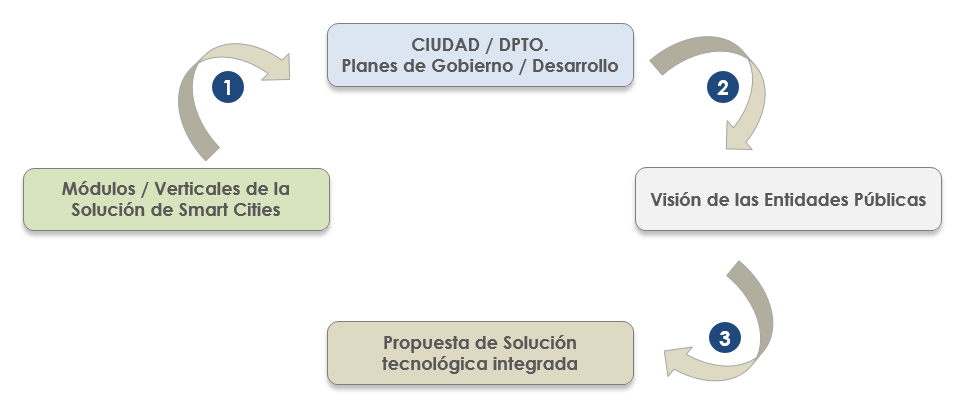 CIUDAD / DPTO.
Planes de Gobierno / Desarrollo
1
2
Módulos / Verticales de la
Solución de Smart Cities
Visión de las Entidades Públicas
Propuesta de Solución
tecnológica integrada
3